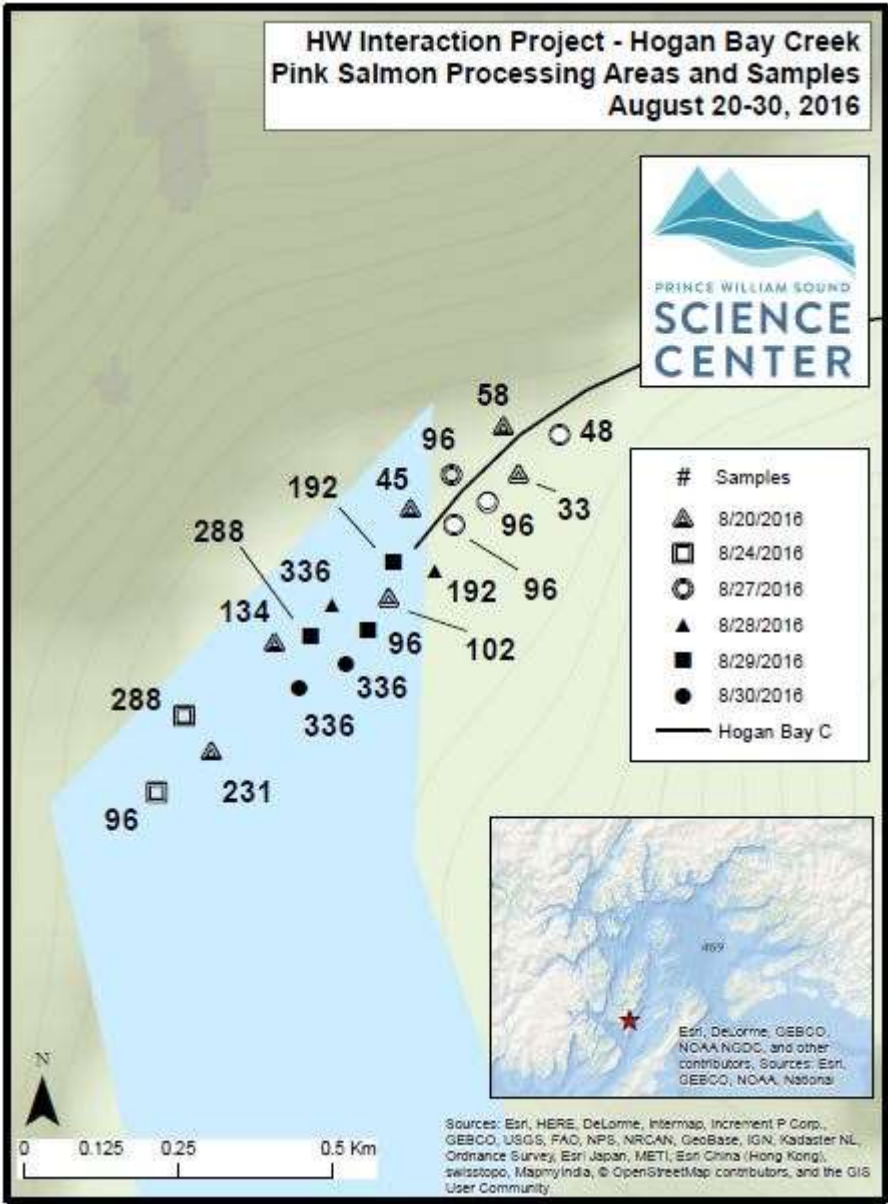 HW Interaction Project - Hogan Bay Creek
Pink Salmon Processing Areas and Samples
August 20-30, 2016
PRINCE WILLIAM SOUND
SCIENCE
CENTER
58
96
48
45
192
33
288
96
336
192
96
134
102
96
336
288
336
231
96
# Samples
8/20/2016
8/24/2016
8/27/2016
8/28/2016
8/29/2016
8/30/2016
Hogan Bay C
469
Esri, DeLorme, GEBCO,
NOAA NGDC, and other
contributors, Sources: Esri,
GEBCO, NOAA, National
N
0 0.125 0.25 0.5 Km
Sources: Esri, HERE, DeLorme, Intermap, Increment P Corp.,
GEBCO, USGS, FAO, NPS, NRCAN, GeoBase, IGN, Kadaster NL,
Ordnance Survey, Esri Japan, METI, Esri China (Hong Kong),
swisstopo, MapmyIndia, © OpenStreetMap contributors, and the GIS
User Community